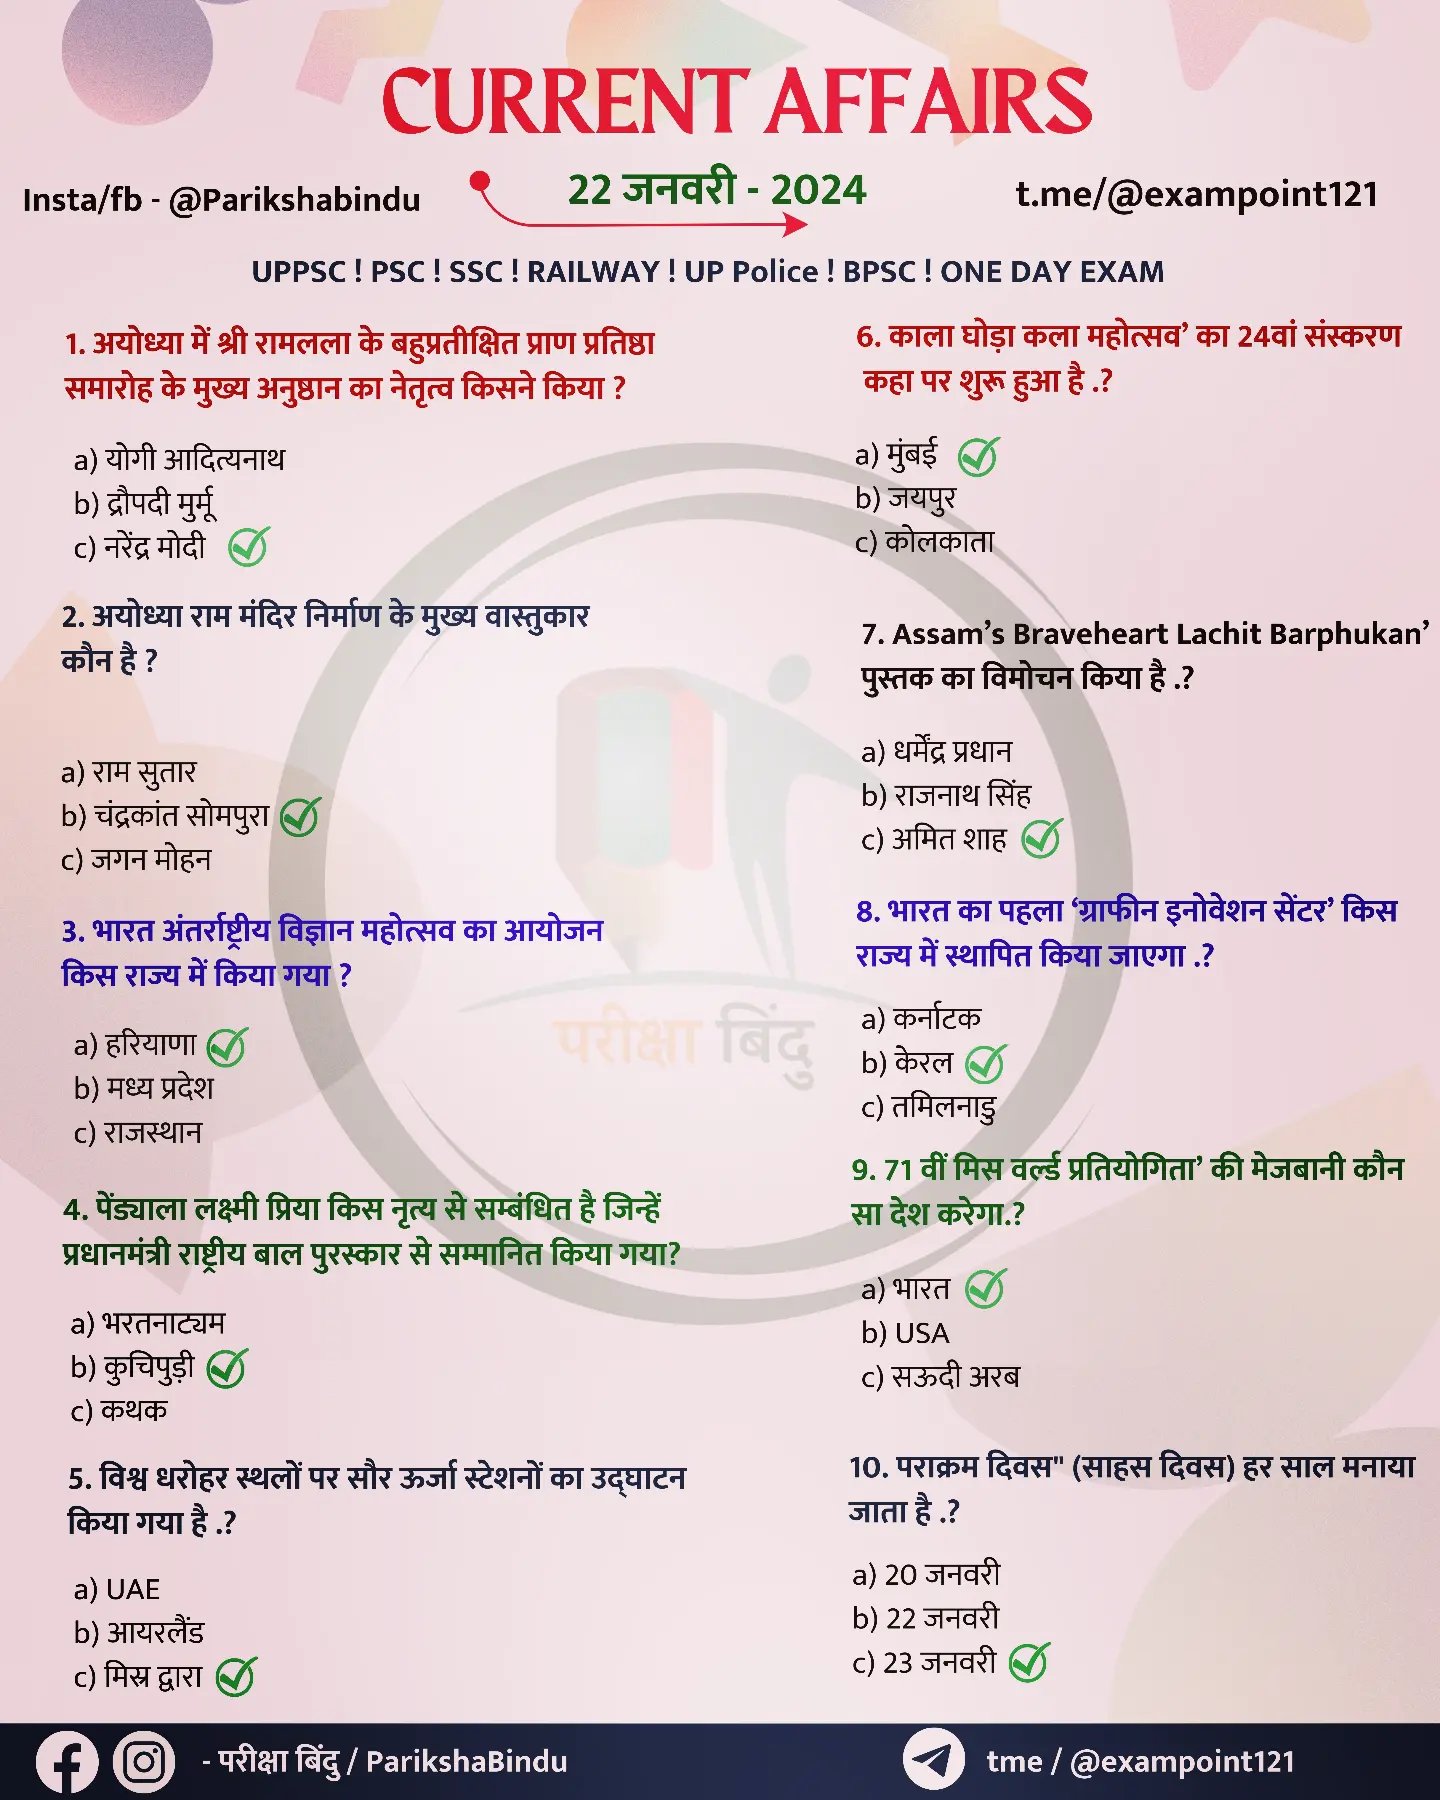 CURRENT AFFAIRS
Insta/fb - @Parikshabindu
22 जनवरी - 2024
t.me/@exampoint121
UPPSC ! PSC ! SSC ! RAILWAY ! UP Police ! BPSC ! ONE DAY EXAM
1. अयोध्या में श्री रामलला के बहुप्रतीक्षित प्राण प्रतिष्ठा
समारोह के मुख्य अनुष्ठान का नेतृत्व किसने किया ?
a) योगी आदित्यनाथ
b) द्रौपदी मुर्मू
c) नरेंद्र मोदी
2. अयोध्या राम मंदिर निर्माण के मुख्य वास्तुकार
कौन है ?
a) राम सुतार
b) चंद्रकांत सोमपुरा
c) जगन मोहन
3. भारत अंतर्राष्ट्रीय विज्ञान महोत्सव का आयोजन
किस राज्य में किया गया ?
a) हरियाणा
b) मध्य प्रदेश
c) राजस्थान
4. पेंड्याला लक्ष्मी प्रिया किस नृत्य से सम्बंधित है जिन्हें
प्रधानमंत्री राष्ट्रीय बाल पुरस्कार से सम्मानित किया गया?
a) भरतनाट्यम
b) कुचिपुड़ी
c) कथक
5. विश्व धरोहर स्थलों पर सौर ऊर्जा स्टेशनों का उद्घाटन
किया गया है .?
a) UAE
b) आयरलैंड
c) मिस्र द्वारा
6. काला घोड़ा कला महोत्सव’ का 24वां संस्करण
कहा पर शुरू हुआ है .?
a) मुंबई
b) जयपुर
c) कोलकाता
7. Assam’s Braveheart Lachit Barphukan’
पुस्तक का विमोचन किया है .?
a) धर्मेंद्र प्रधान
b) राजनाथ सिंह
c) अमित शाह
8. भारत का पहला ‘ग्राफीन इनोवेशन सेंटर’ किस
राज्य में स्थापित किया जाएगा .?
a) कर्नाटक
b) केरल
c) तमिलनाडु
9. 71 वीं मिस वर्ल्ड प्रतियोगिता’ की मेजबानी कौन
सा देश करेगा.?
a) भारत
b) USA
c) सऊदी अरब
10. पराक्रम दिवस" (साहस दिवस) हर साल मनाया
जाता है .?
a) 20 जनवरी
b) 22 जनवरी
c) 23 जनवरी
परीक्षा बिंदु
- परीक्षा बिंदु / ParikshaBindu
tme / @exampoint121